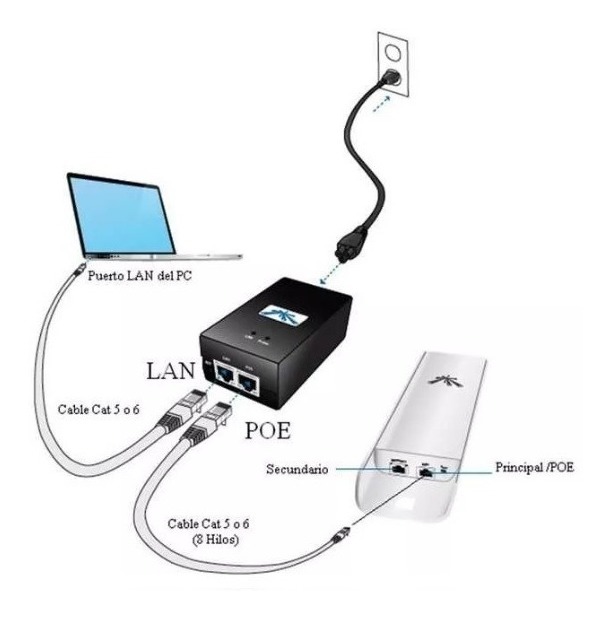 Puerto LAN del PC
LAN
Cable Cat 5 o 6
POE
Secundario
Principal /POE
Cable Cat 5 o 6
(8 Hilos)